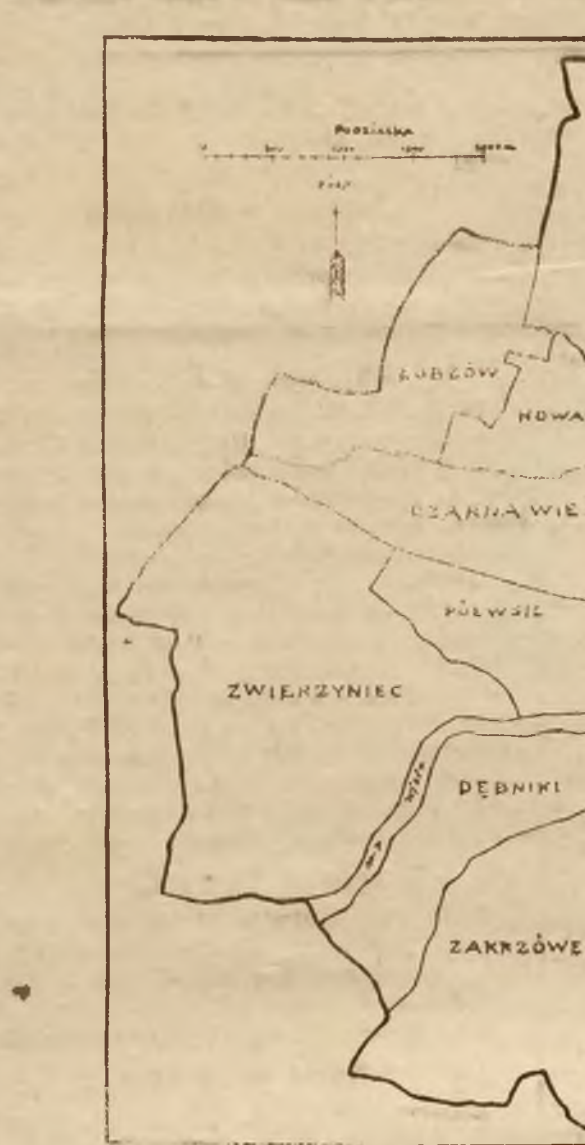 Podziałka
ŁOBZÓW
NOWA
CZARNA WIE
PÓŁWSIE
ZWIERZYNIEC
Wisła
DĘBNIKI
ZAKRZÓWE